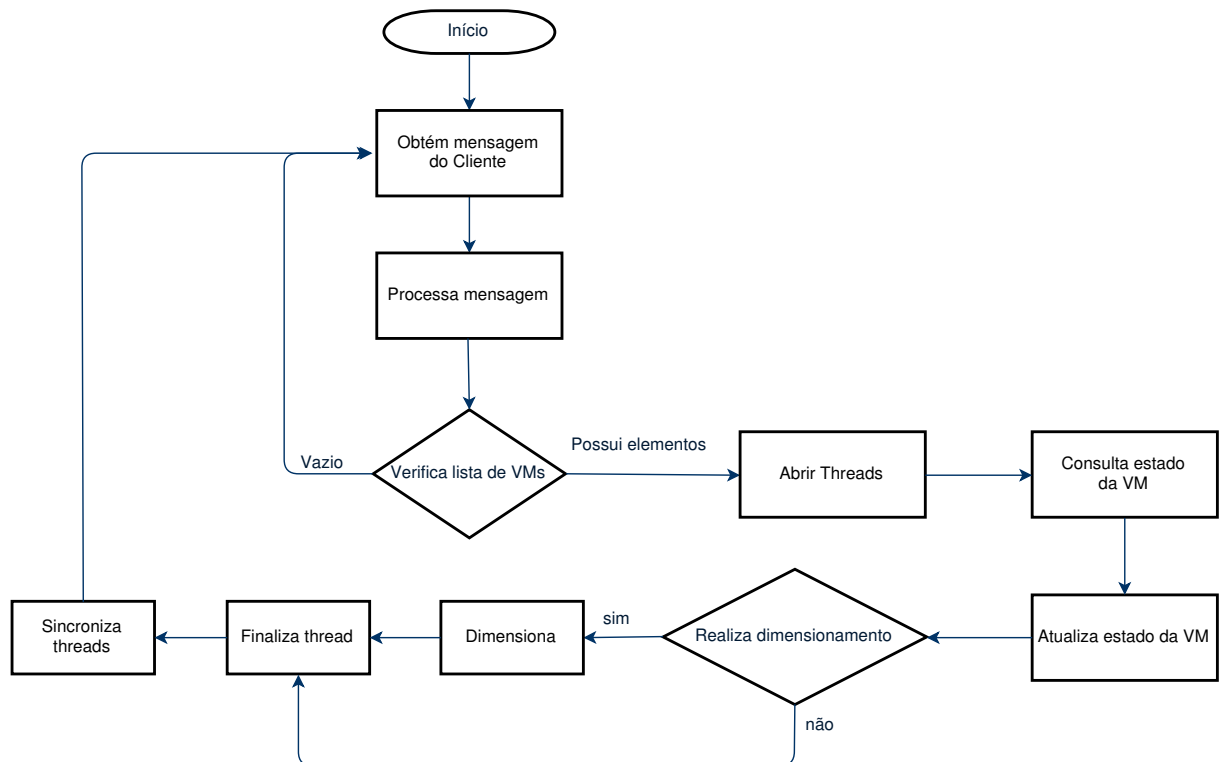 Início
Obtém mensagem
do Cliente
Processa mensagem
Possui elementos
Vazio
Verifica lista de VMs
Abrir Threads
Consulta estado
da VM
Sincroniza
threads
Finaliza thread
Dimensiona
sim
Realiza dimensionamento
Atualiza estado da VM
não